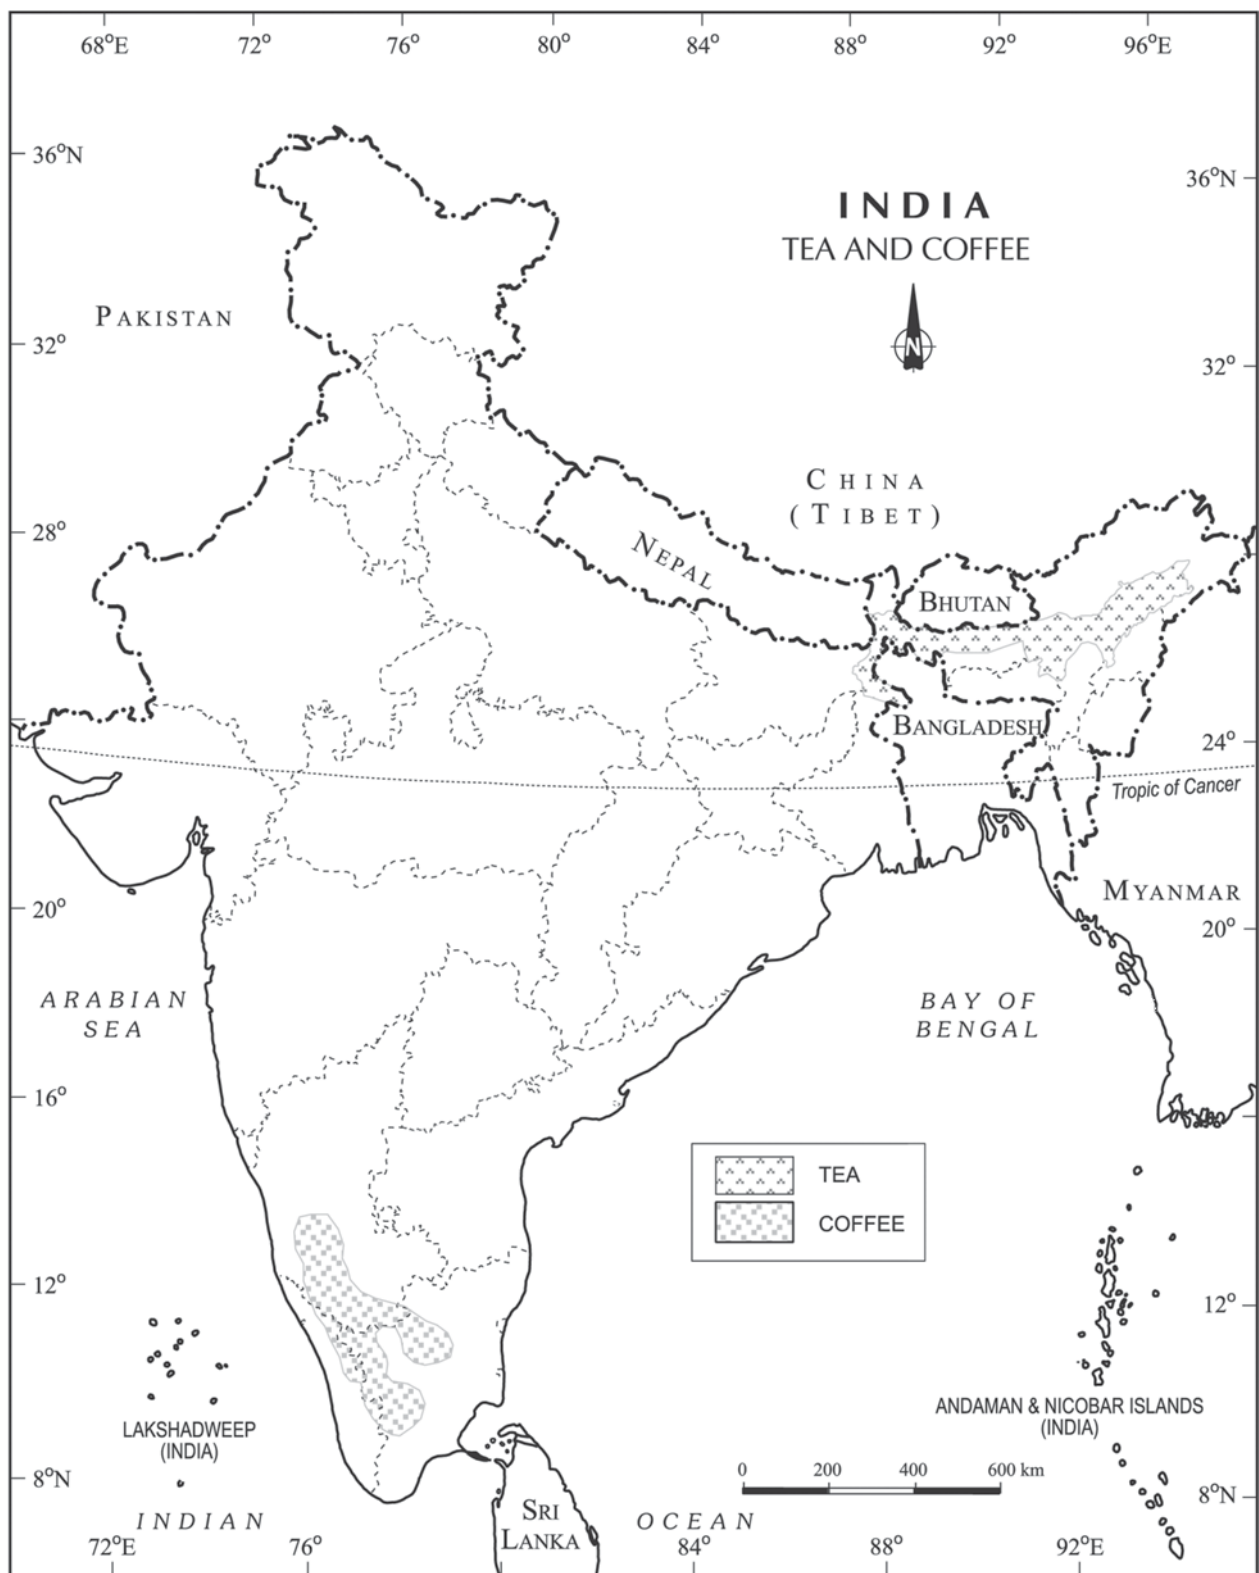 68°E 72° 76° 80° 84° 88° 92° 96°E
36°N
36°N
INDIA
TEA AND COFFEE
N
PAKISTAN
32°
32°
CHINA
(TIBET)
28°
NEPAL
BHUTAN
BANGLADESH
24°
Tropic of Cancer
20°
MYANMAR
20°
ARABIAN
SEA
BAY OF
BENGAL
16°
TEA
COFFEE
12°
12°
LAKSHADWEEP
(INDIA)
ANDAMAN & NICOBAR ISLANDS
(INDIA)
8°N
0 200 400 600 km
8°N
INDIAN
SRI
LANKA
OCEAN
72°E 76° 84° 88° 92°E